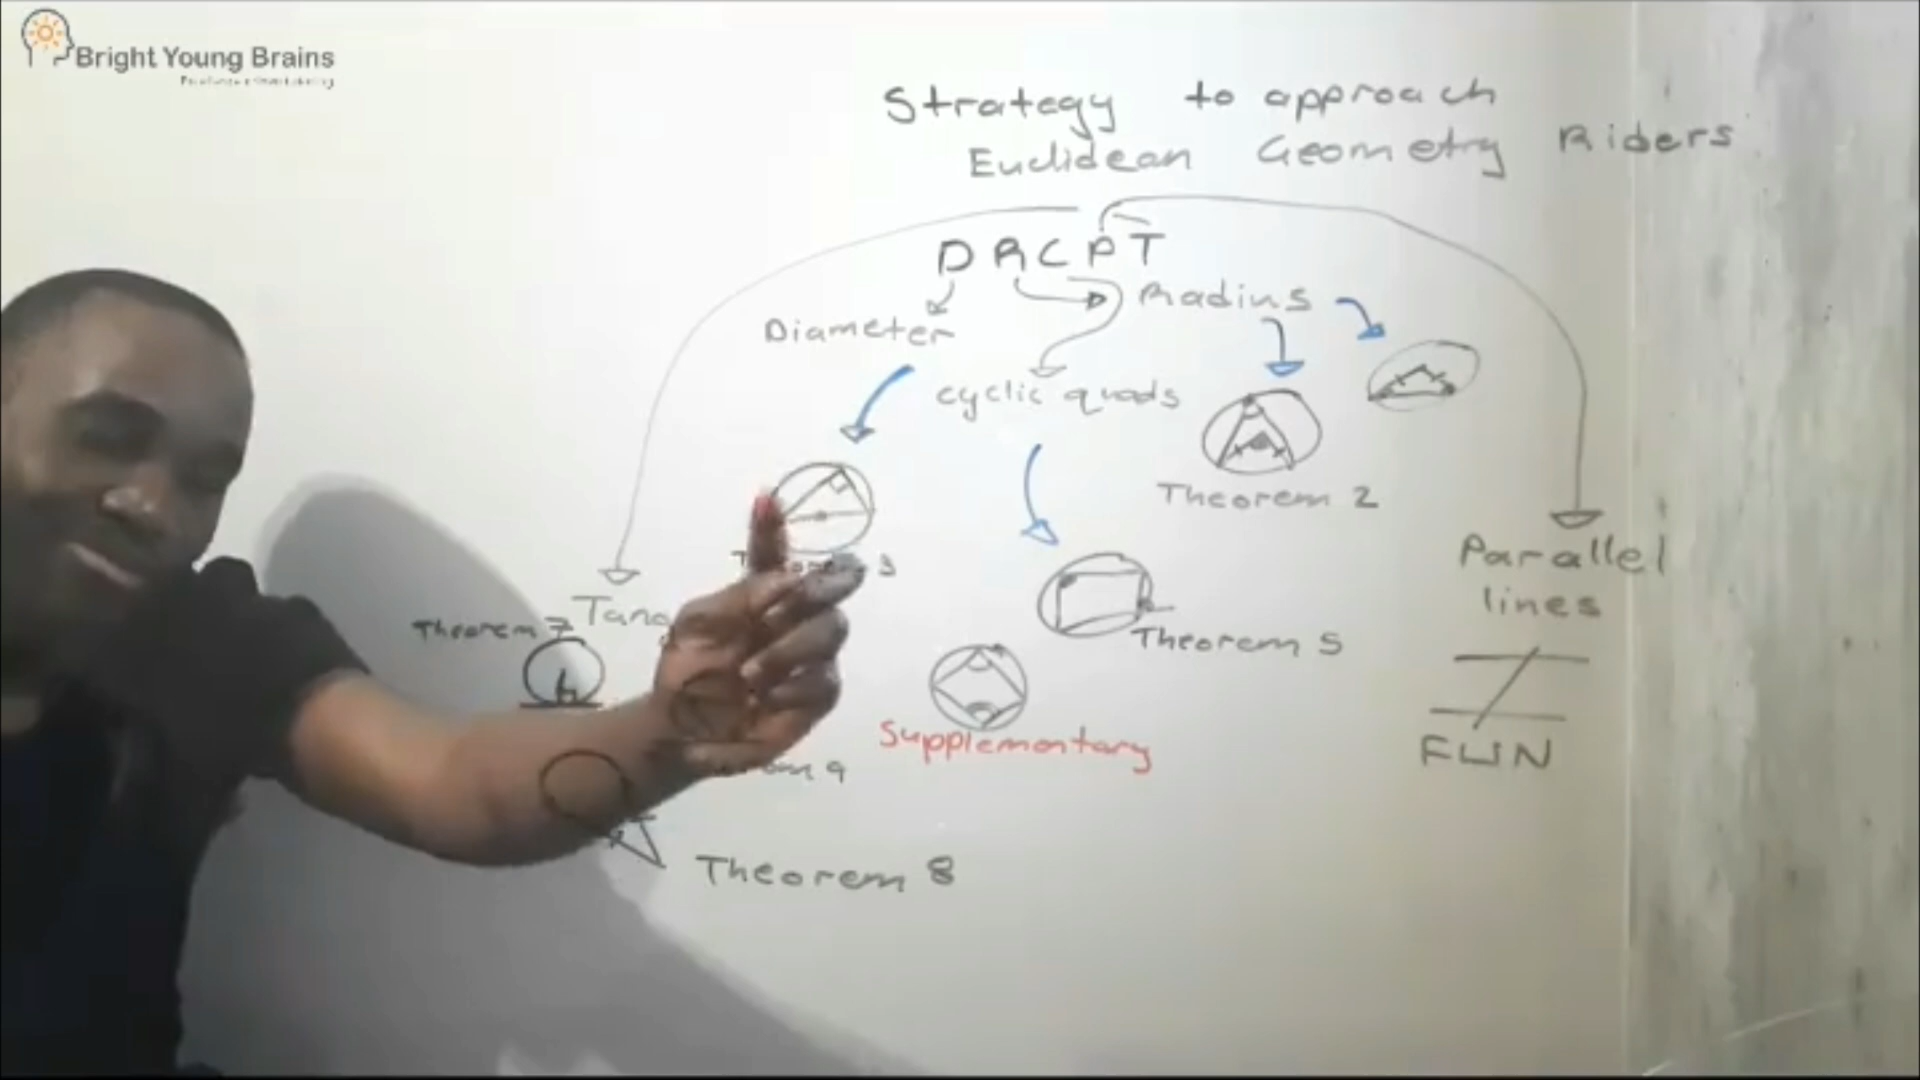 Bright Young Brains
Strategy to approach
Euclidean Geometry Riders
DRCPT
Diameter
Radius
cyclic quads
Theorem 2
Parallel
lines
Theorem 7
Theorem 5
Supplementary
FUN
Theorem 8